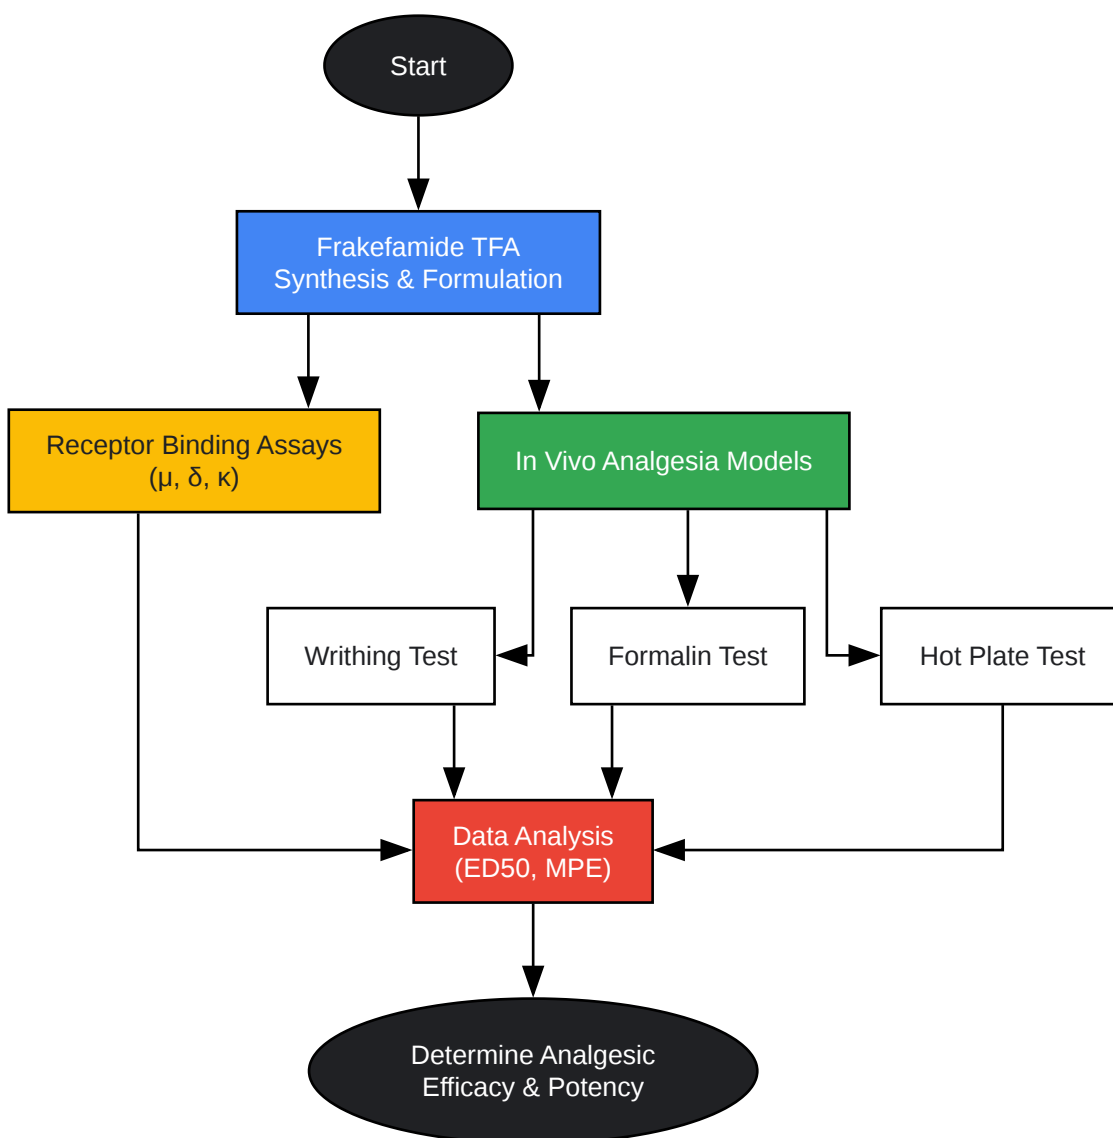 Start
Frakefamide TFA
Synthesis & Formulation
Receptor Binding Assays
(μ, δ, κ)
In Vivo Analgesia Models
Writhing Test
Formalin Test
Hot Plate Test
Data Analysis
(ED50, MPE)
Determine Analgesic
Efficacy & Potency